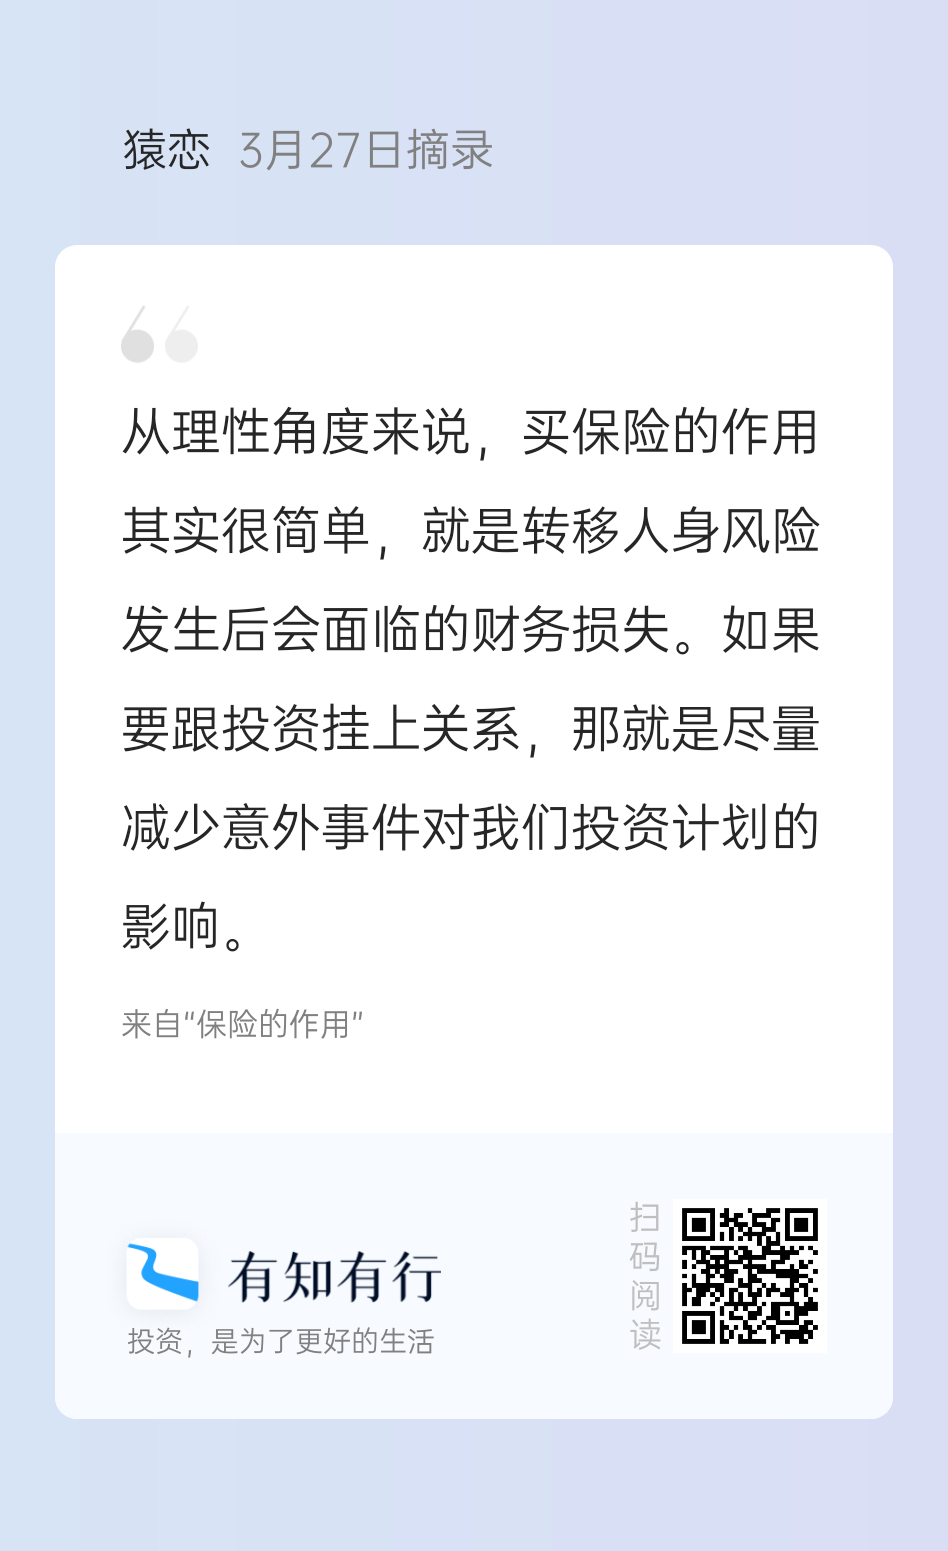 猿恋 3月27日摘录
从理性角度来说，买保险的作用
其实很简单，就是转移人身风险
发生后会面临的财务损失。如果
要跟投资挂上关系，那就是尽量
减少意外事件对我们投资计划的
影响。
来自“保险的作用”
有知有行
投资，是为了更好的生活
扫
码
阅
读